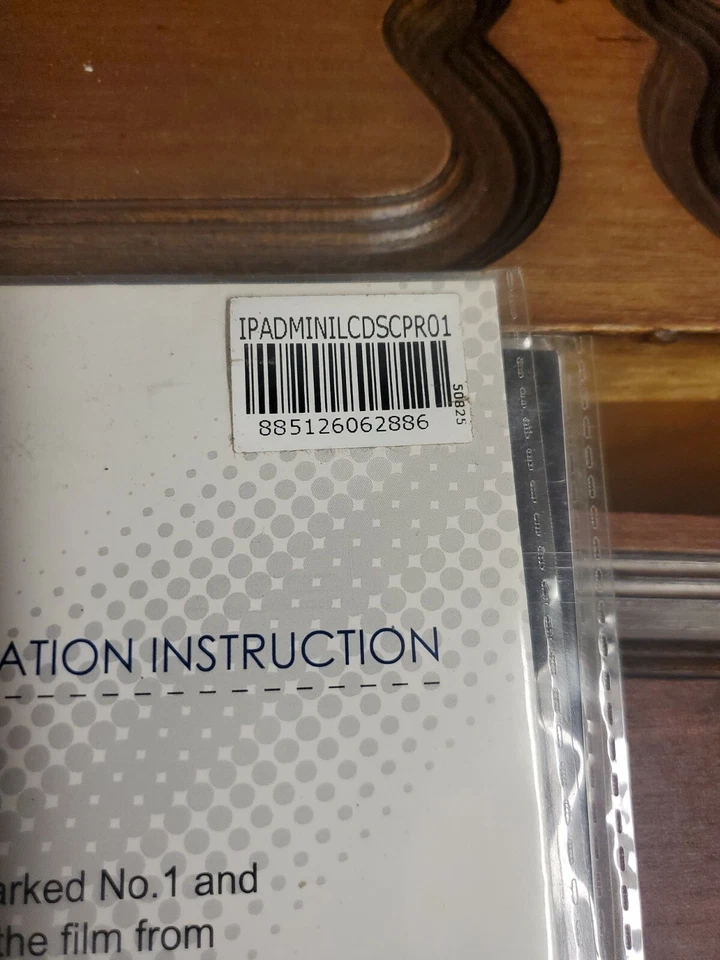 IPADMINILCDSCPR01
885126062886
50825
ATION INSTRUCTION
arked No.1 and
the film from